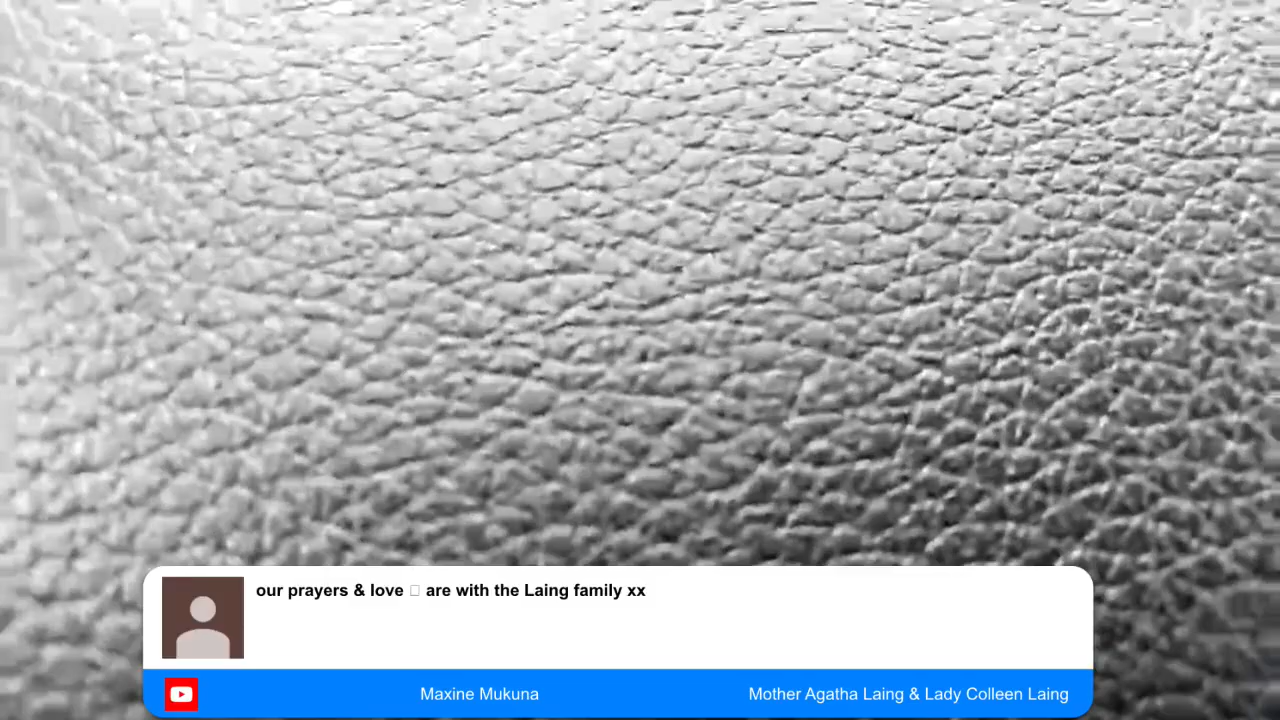 our prayers & love □ are with the Laing family xx
Maxine Mukuna
Mother Agatha Laing & Lady Colleen Laing